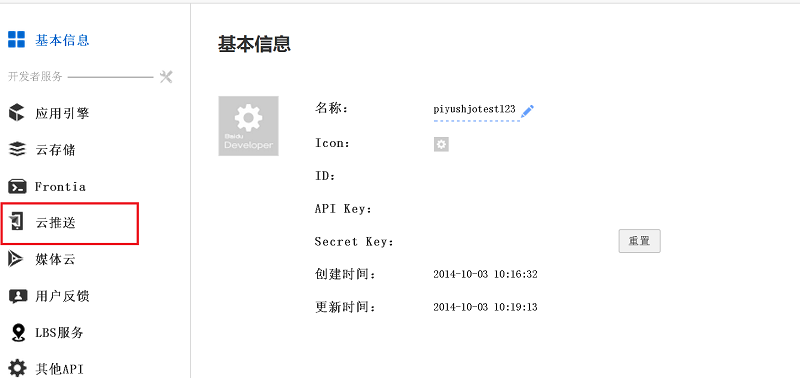 基本信息
开发者服务
应用引擎
云存储
Frontia
云推送
媒体云
用户反馈
LBS服务
其他API
基本信息
Baidu
Developer
名称： piyushjotest123
Icon：
ID：
API Key：
Secret Key： 重置
创建时间： 2014-10-03 10:16:32
更新时间： 2014-10-03 10:19:13